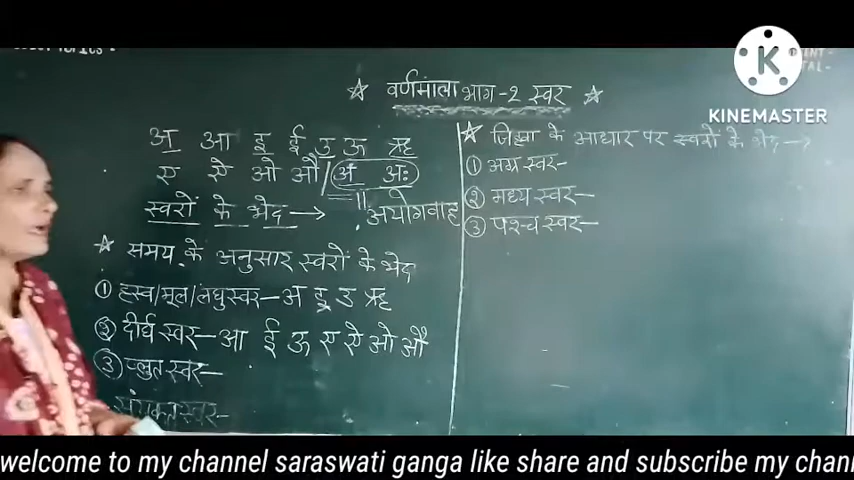 ☆ वर्णमाला भाग-2 स्वर ☆
KINEMASTER
अ आ इ ई उ ऊ ऋ
ए ऐ ओ औ/ अं अः
स्वरों के भेद → अयोगवाह
☆ समय के अनुसार स्वरों के भेद
① ह्रस्व/मूल/लघुस्वर- अ इ उ ऋ
② दीर्घ स्वर- आ ई ऊ ए ऐ ओ औ
③ प्लुत स्वर-
संयुक्त स्वर-
☆ जिह्वा के आधार पर स्वरों के भेद →
① अग्र स्वर-
② मध्य स्वर-
③ पश्च स्वर-
welcome to my channel saraswati ganga like share and subscribe my chann